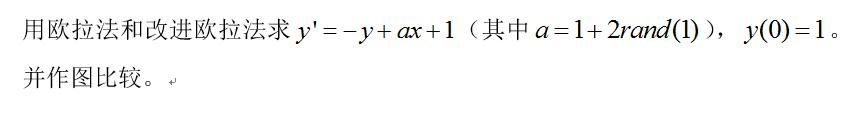 用欧拉法和改进欧拉法求 y'=−y+ax+1（其中 a=1+2rand(1)），y(0)=1。
并作图比较。